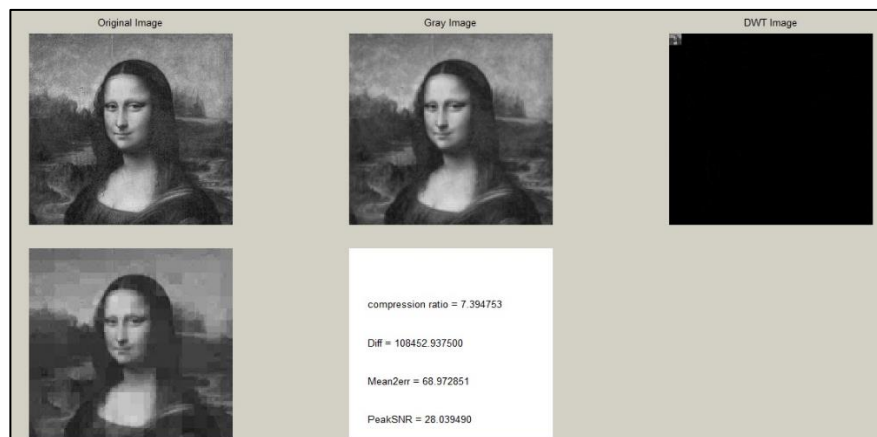 Original Image
Gray Image
DWT Image
compression ratio = 7.394753
Diff = 108452.937500
Mean2err = 68.972851
PeakSNR = 28.039490